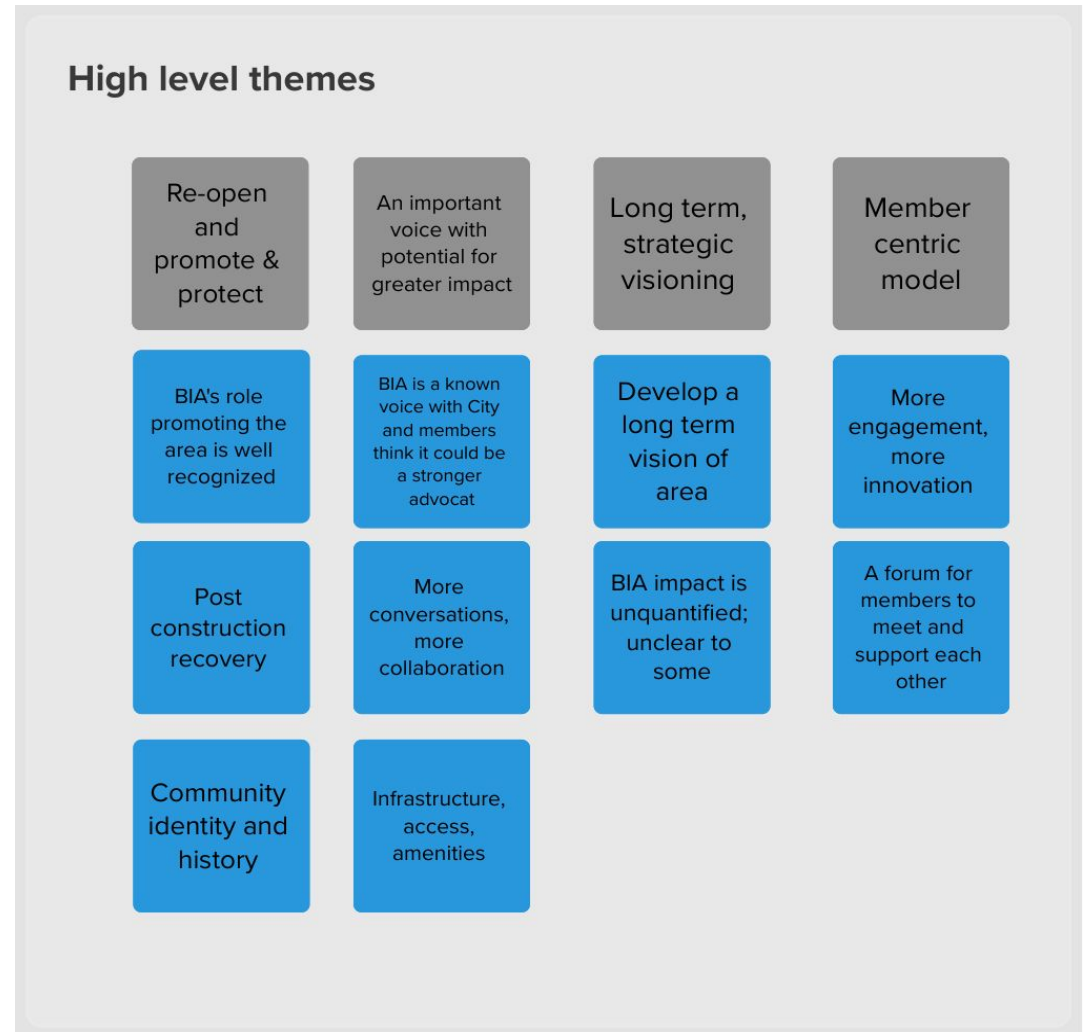 High level themes
Re-open
and
promote &
protect
An important
voice with
potential for
greater impact
Long term,
strategic
visioning
Member
centric
model
BIA's role
promoting the
area is well
recognized
BIA is a known
voice with City
and members
think it could be
a stronger
advocat
Develop a
long term
vision of
area
More
engagement,
more
innovation
Post
construction
recovery
More
conversations,
more
collaboration
BIA impact is
unquantified;
unclear to
some
A forum for
members to
meet and
support each
other
Community
identity and
history
Infrastructure,
access,
amenities